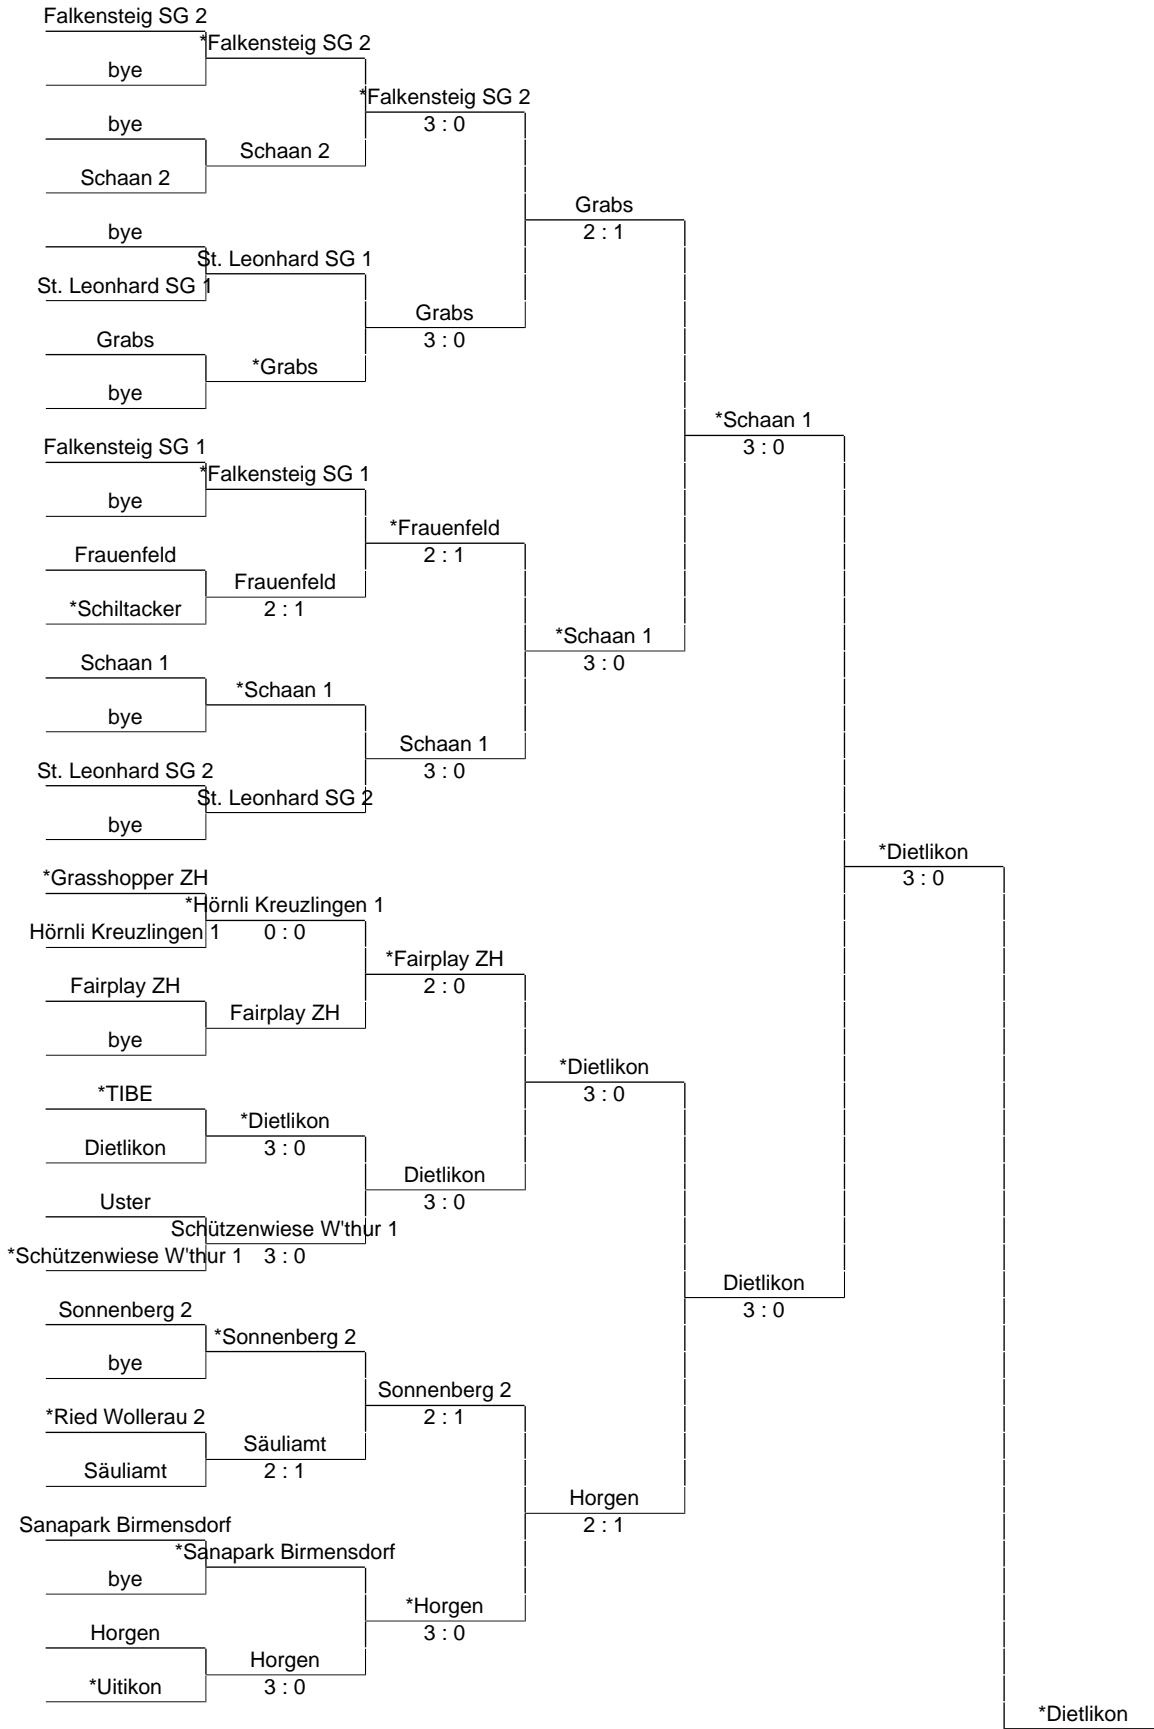 Falkensteig SG 2
*Falkensteig SG 2
bye
*Falkensteig SG 2
3 : 0
bye
Schaan 2
Schaan 2
Grabs
2 : 1
bye
St. Leonhard SG 1
St. Leonhard SG 1
Grabs
3 : 0
Grabs
*Grabs
bye
*Schaan 1
3 : 0
Falkensteig SG 1
*Falkensteig SG 1
bye
*Frauenfeld
2 : 1
Frauenfeld
Frauenfeld
2 : 1
*Schiltacker
*Schaan 1
3 : 0
Schaan 1
*Schaan 1
bye
Schaan 1
3 : 0
St. Leonhard SG 2
St. Leonhard SG 2
bye
*Dietlikon
3 : 0
*Grasshopper ZH
*Hörnli Kreuzlingen 1
0 : 0
Hörnli Kreuzlingen 1
*Fairplay ZH
2 : 0
Fairplay ZH
Fairplay ZH
bye
*Dietlikon
3 : 0
*TIBE
*Dietlikon
3 : 0
Dietlikon
Dietlikon
3 : 0
Uster
Schützenwiese W'thur 1
3 : 0
*Schützenwiese W'thur 1
Dietlikon
3 : 0
Sonnenberg 2
*Sonnenberg 2
bye
Sonnenberg 2
2 : 1
*Ried Wollerau 2
Säuliamt
2 : 1
Säuliamt
Horgen
2 : 1
Sanapark Birmensdorf
*Sanapark Birmensdorf
bye
*Horgen
3 : 0
Horgen
Horgen
3 : 0
*Uitikon
*Dietlikon